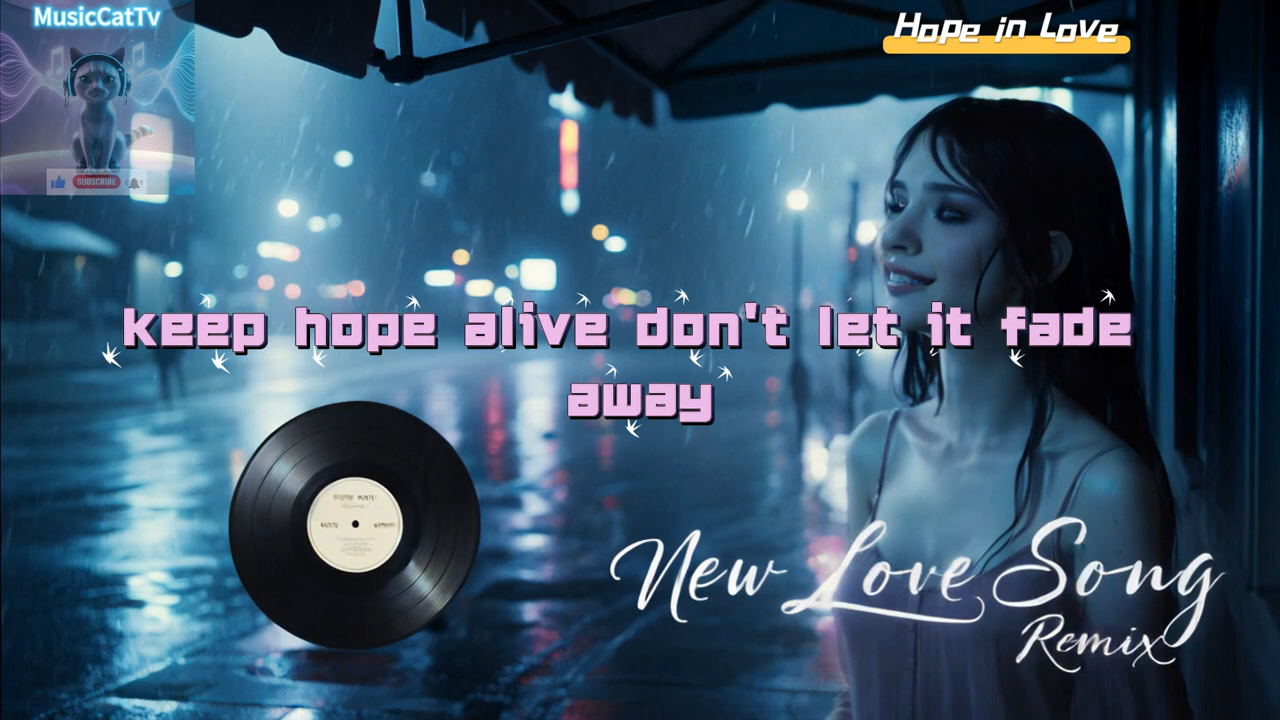 MusicCatTv
Hope in Love
SUBSCRIBE
keep hope alive don't let it fade
away
New Love Song
Remix